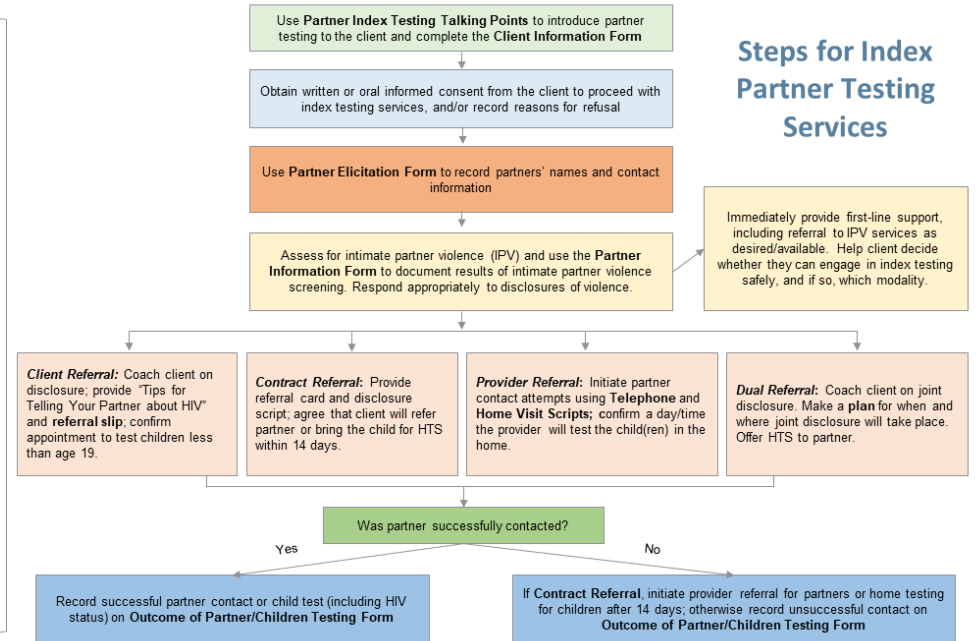 Use Partner Index Testing Talking Points to introduce partner
testing to the client and complete the Client Information Form
Steps for Index
Partner Testing
Services
Obtain written or oral informed consent from the client to proceed with
index testing services, and/or record reasons for refusal
Use Partner Elicitation Form to record partners' names and contact
information
Assess for intimate partner violence (IPV) and use the Partner
Information Form to document results of intimate partner violence
screening. Respond appropriately to disclosures of violence.
Immediately provide first-line support,
including referral to IPV services as
desired/available. Help client decide
whether they can engage in index testing
safely, and if so, which modality.
Client Referral: Coach client on
disclosure; provide "Tips for
Telling Your Partner about HIV"
and referral slip; confirm
appointment to test children less
than age 19.
Contract Referral: Provide
referral card and disclosure
script; agree that client will refer
partner or bring the child for HTS
within 14 days.
Provider Referral: Initiate partner
contact attempts using Telephone and
Home Visit Scripts; confirm a day/time
the provider will test the child(ren) in the
home.
Dual Referral: Coach client on joint
disclosure. Make a plan for when and
where joint disclosure will take place.
Offer HTS to partner.
Was partner successfully contacted?
Yes
No
Record successful partner contact or child test (including HIV
status) on Outcome of Partner/Children Testing Form
If Contract Referral, initiate provider referral for partners or home testing
for children after 14 days; otherwise record unsuccessful contact on
Outcome of Partner/Children Testing Form